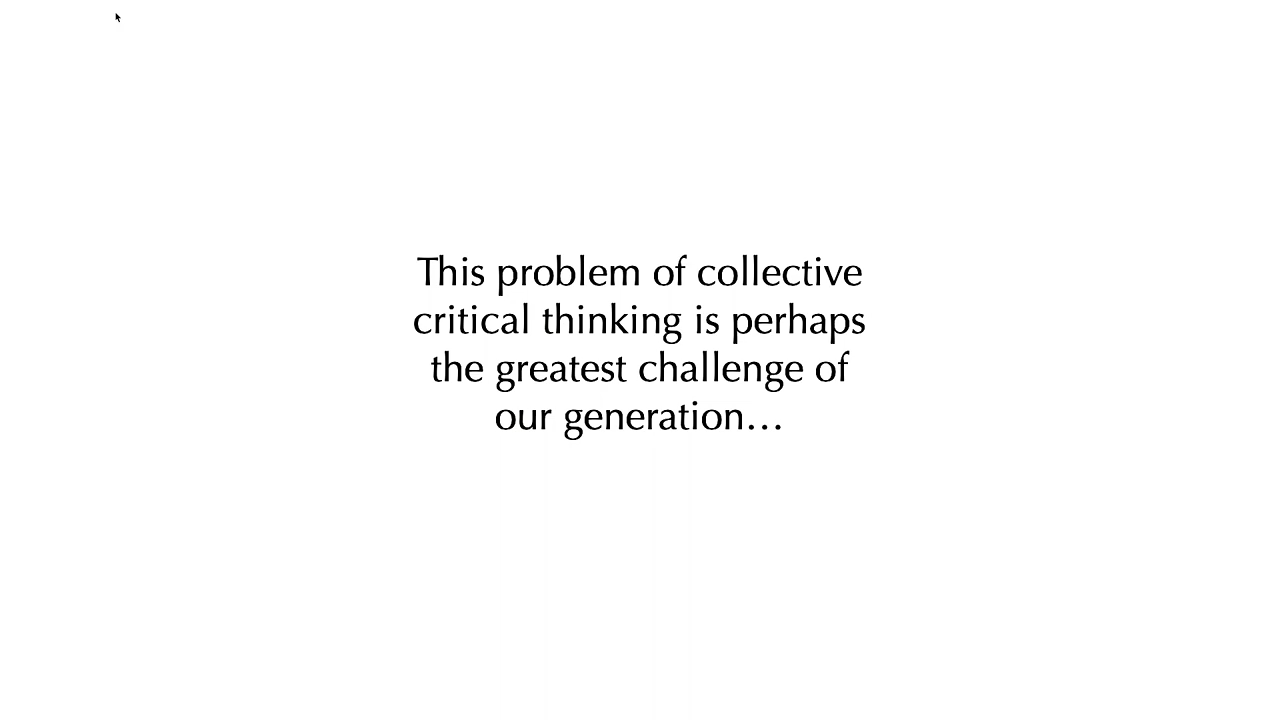 This problem of collective
critical thinking is perhaps
the greatest challenge of
our generation…